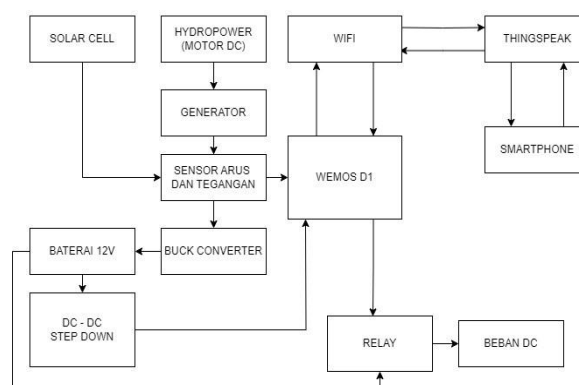 SOLAR CELL
HYDROPOWER
(MOTOR DC)
WIFI
THINGSPEAK
GENERATOR
SENSOR ARUS
DAN TEGANGAN
WEMOS D1
SMARTPHONE
BATERAI 12V
BUCK CONVERTER
DC - DC
STEP DOWN
RELAY
BEBAN DC